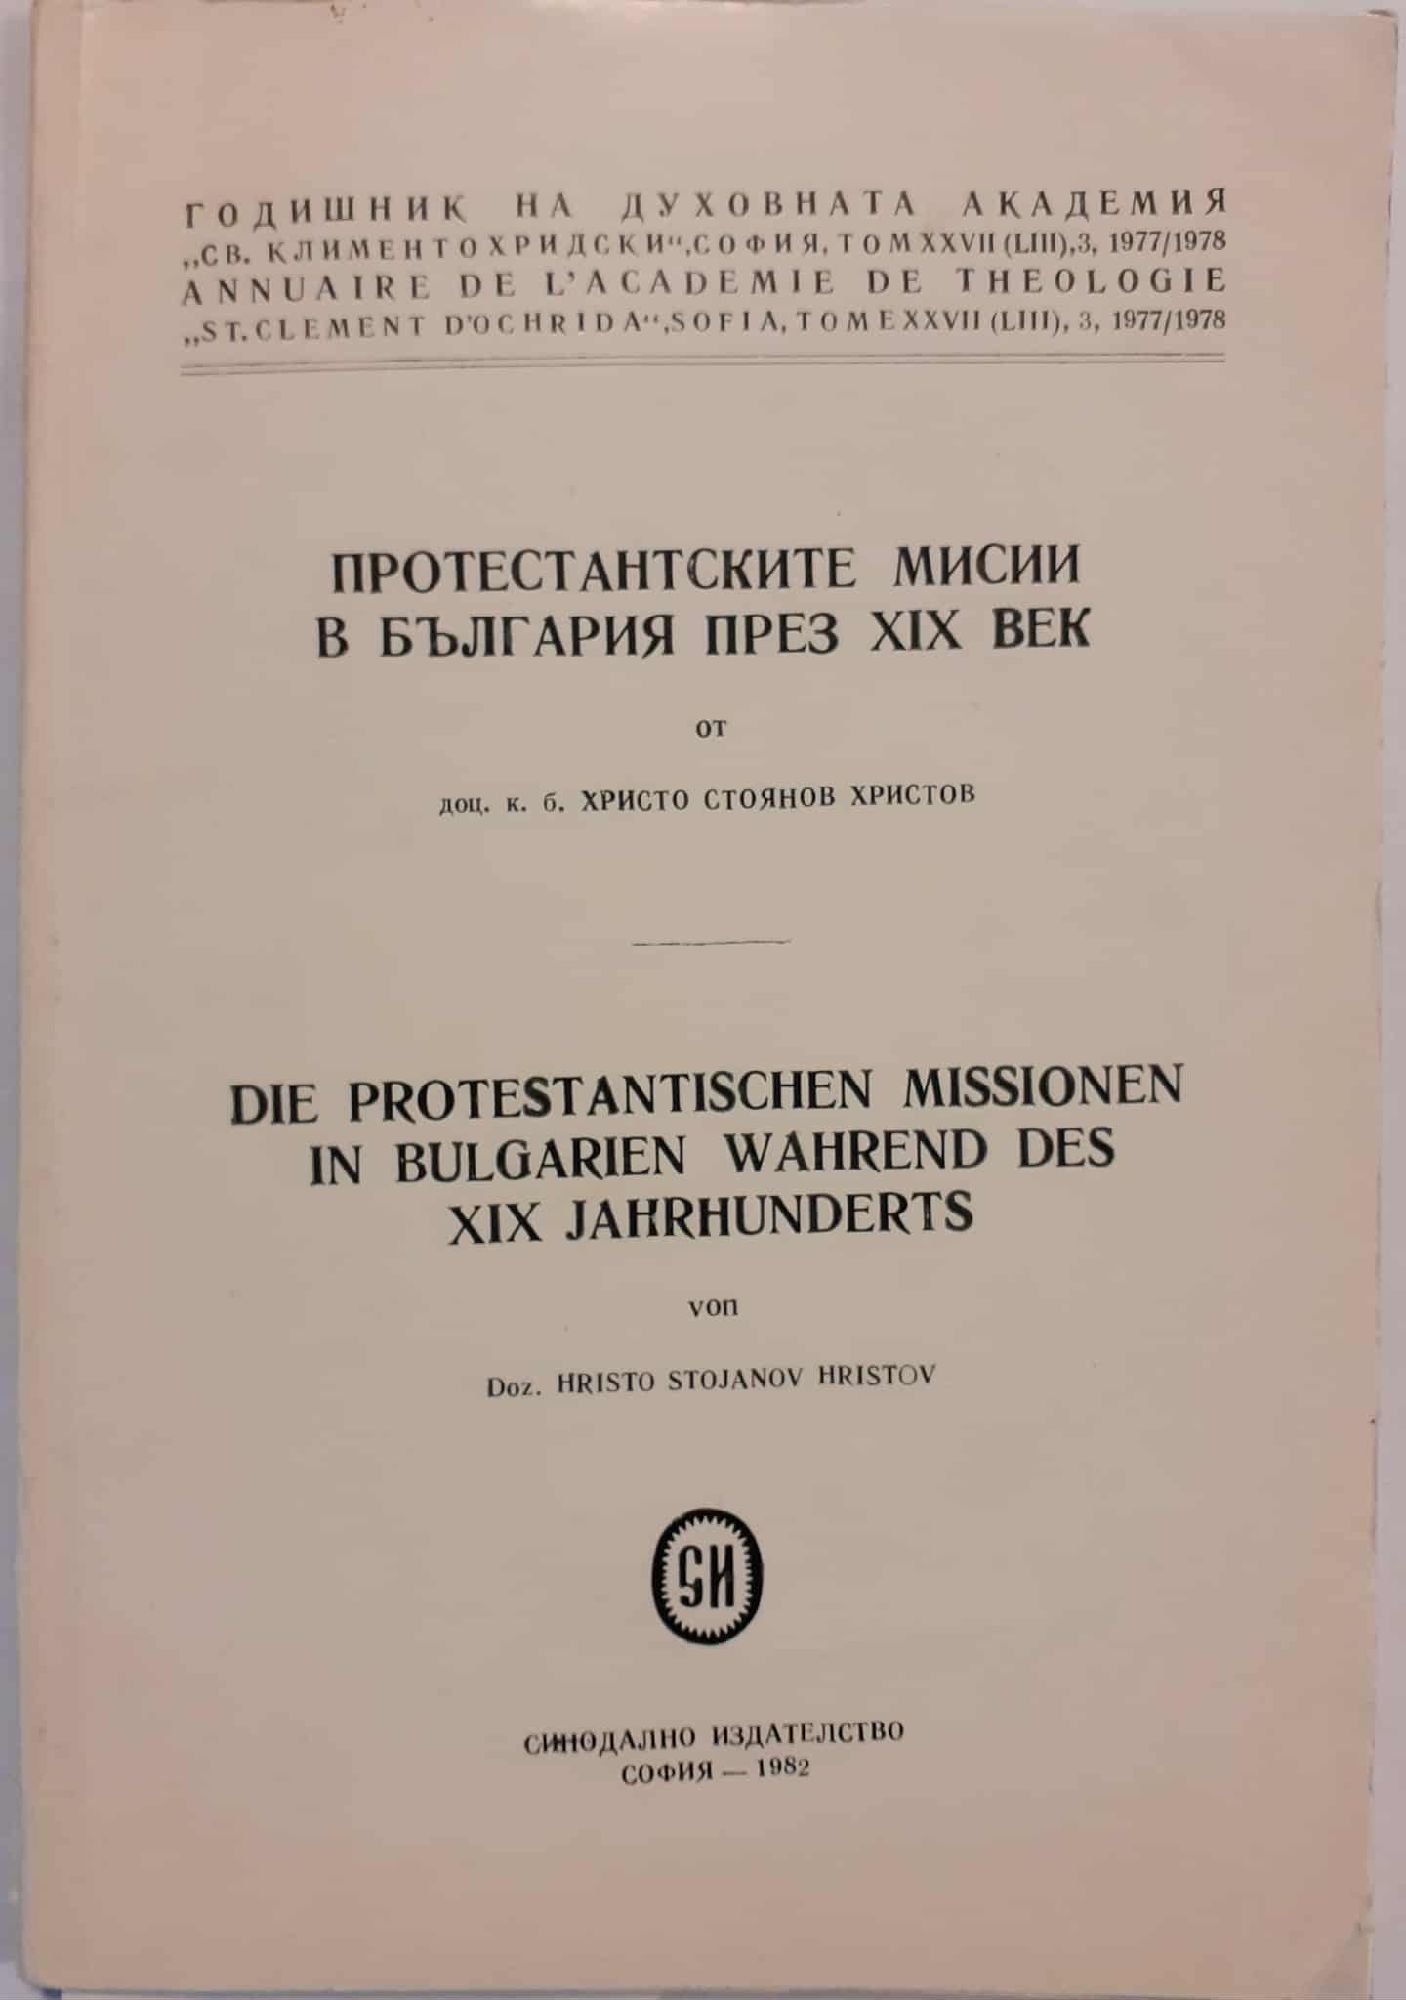 ГОДИШНИК НА ДУХОВНАТА АКАДЕМИЯ
„СВ. КЛИМЕНТ ОХРИДСКИ“, СОФИЯ, ТОМ XXVII (LIII), 3, 1977/1978
ANNUAIRE DE L’ACADEMIE DE THEOLOGIE
„ST. CLEMENT D’OCHRIDA“, SOFIA, TOME XXVII (LIII), 3, 1977/1978
ПРОТЕСТАНТСКИТЕ МИСИИ
В БЪЛГАРИЯ ПРЕЗ XIX ВЕК
от
доц. к. б. ХРИСТО СТОЯНОВ ХРИСТОВ
DIE PROTESTANTISCHEN MISSIONEN
IN BULGARIEN WAHREND DES
XIX JAHRHUNDERTS
von
Doz. HRISTO STOJANOV HRISTOV
СИ
СИНОДАЛНО ИЗДАТЕЛСТВО
СОФИЯ — 1982